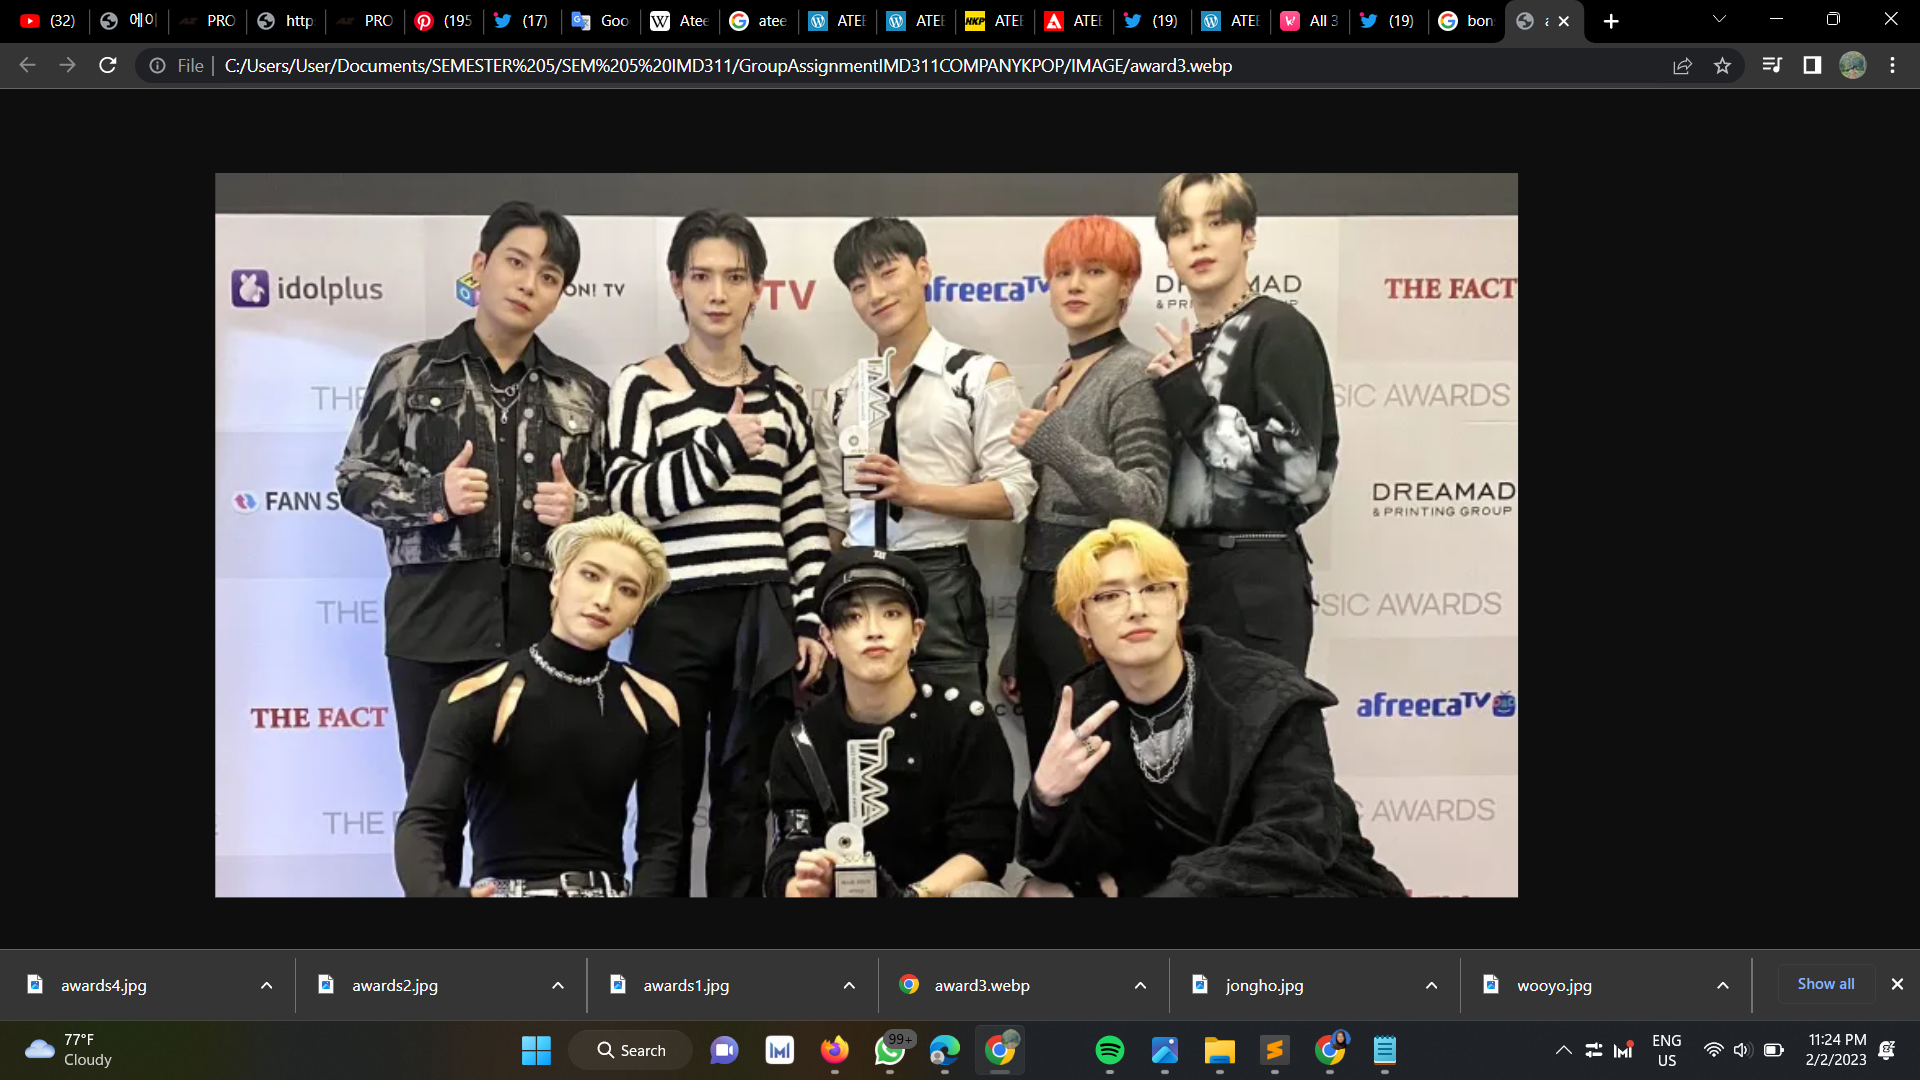 (32)
에이
PRO
http
PRO
(195
(17)
Goo
Atee
atee
ATEE
ATEE
ATEE
ATEE
(19)
ATEE
All 3
(19)
bon
a
File
C:/Users/User/Documents/SEMESTER%205/SEM%205%20IMD311/GroupAssignmentIMD311COMPANYKPOP/IMAGE/award3.webp
idolplus
ON! TV
TV
afreecaTV
DREAMAD
& PRI
THE FACT
THE
SIC AWARDS
FANN S
DREAMAD
& PRINTING GROUP
THE
SIC AWARDS
THE FACT
afreecaTV
THE
AWARDS
awards4.jpg
awards2.jpg
awards1.jpg
award3.webp
jongho.jpg
wooyo.jpg
Show all
77°F
Cloudy
Search
99+
ENG
US
11:24 PM
2/2/2023